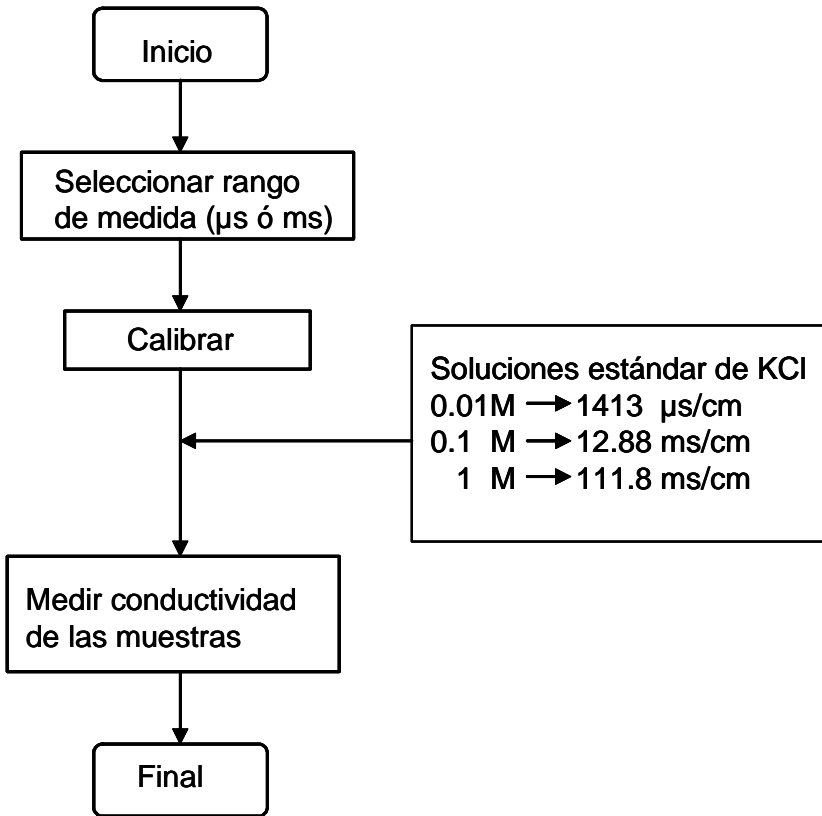 Inicio
Seleccionar rango
de medida (µs ó ms)
Calibrar
Soluciones estándar de KCl
0.01M → 1413 µs/cm
0.1 M → 12.88 ms/cm
1 M → 111.8 ms/cm
Medir conductividad
de las muestras
Final